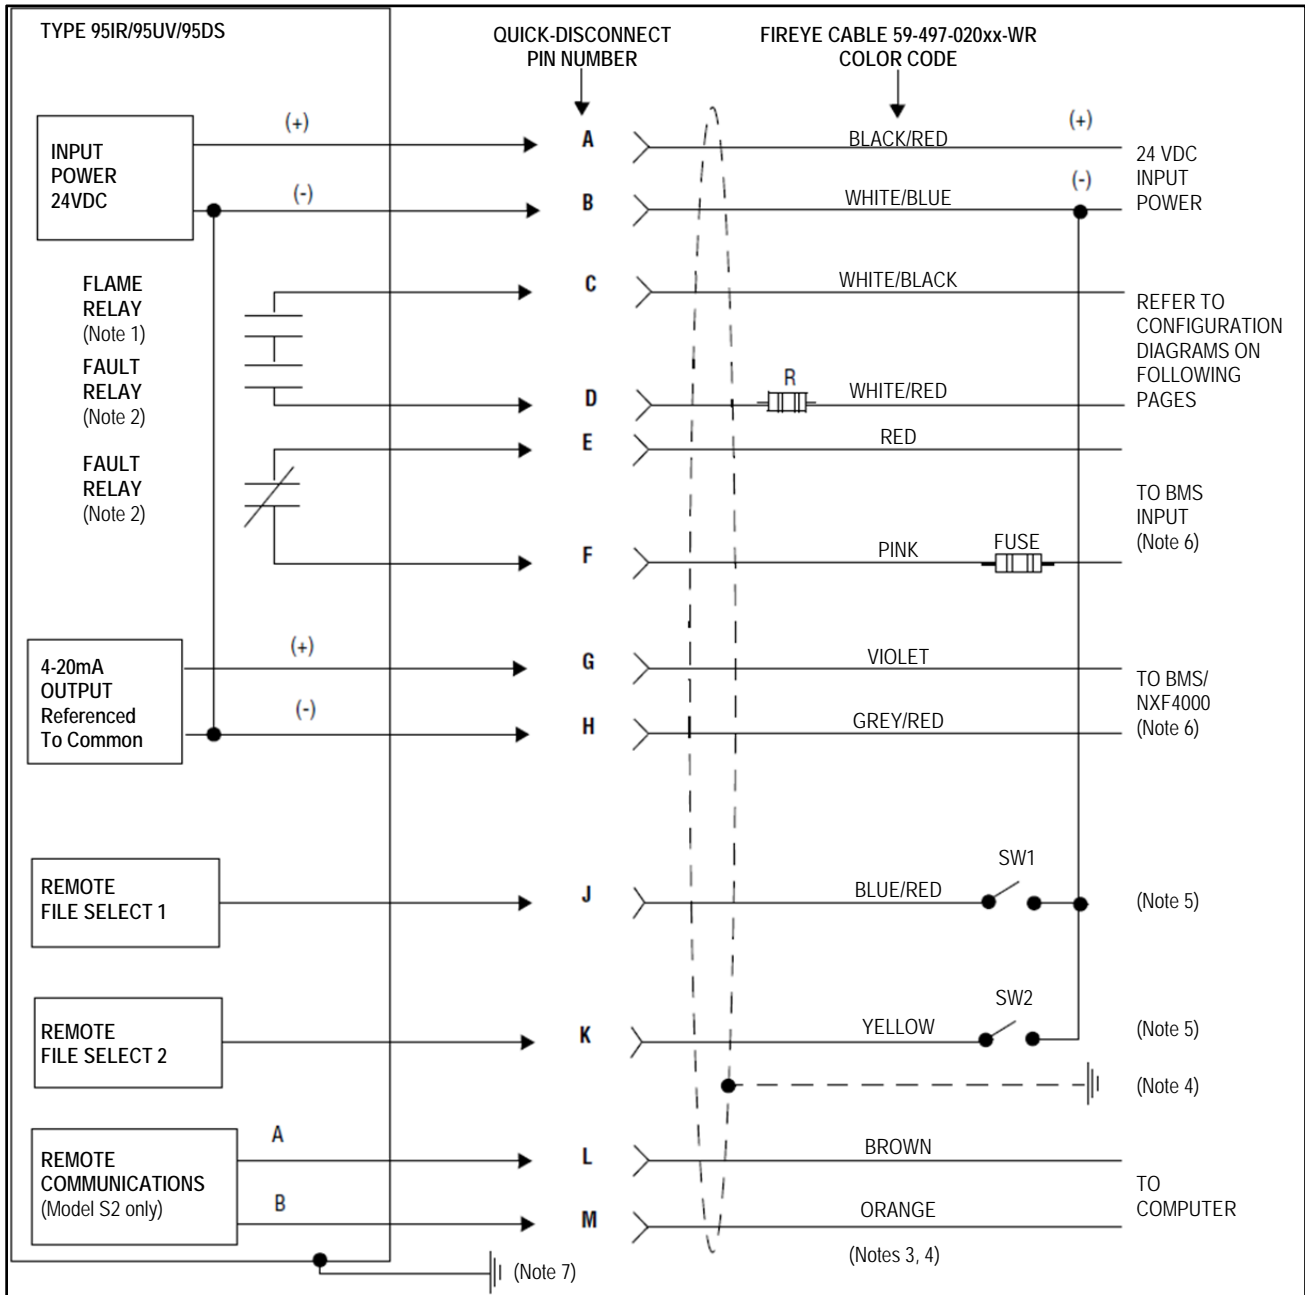 TYPE 95IR/95UV/95DS
QUICK-DISCONNECT
PIN NUMBER
FIREYE CABLE 59-497-020xx-WR
COLOR CODE
INPUT
POWER
24VDC
(+)
A
BLACK/RED
(+)
(-)
B
WHITE/BLUE
(-)
24 VDC
INPUT
POWER
FLAME
RELAY
(Note 1)
C
WHITE/BLACK
FAULT
RELAY
(Note 2)
D
R
WHITE/RED
REFER TO
CONFIGURATION
DIAGRAMS ON
FOLLOWING
PAGES
FAULT
RELAY
(Note 2)
E
RED
F
PINK
FUSE
TO BMS
INPUT
(Note 6)
4-20mA
OUTPUT
Referenced
To Common
(+)
G
VIOLET
(-)
H
GREY/RED
TO BMS/
NXF4000
(Note 6)
REMOTE
FILE SELECT 1
J
BLUE/RED
SW1
(Note 5)
REMOTE
FILE SELECT 2
K
YELLOW
SW2
(Note 5)
(Note 4)
REMOTE
COMMUNICATIONS
(Model S2 only)
A
L
BROWN
B
M
ORANGE
TO
COMPUTER
(Note 7)
(Notes 3, 4)